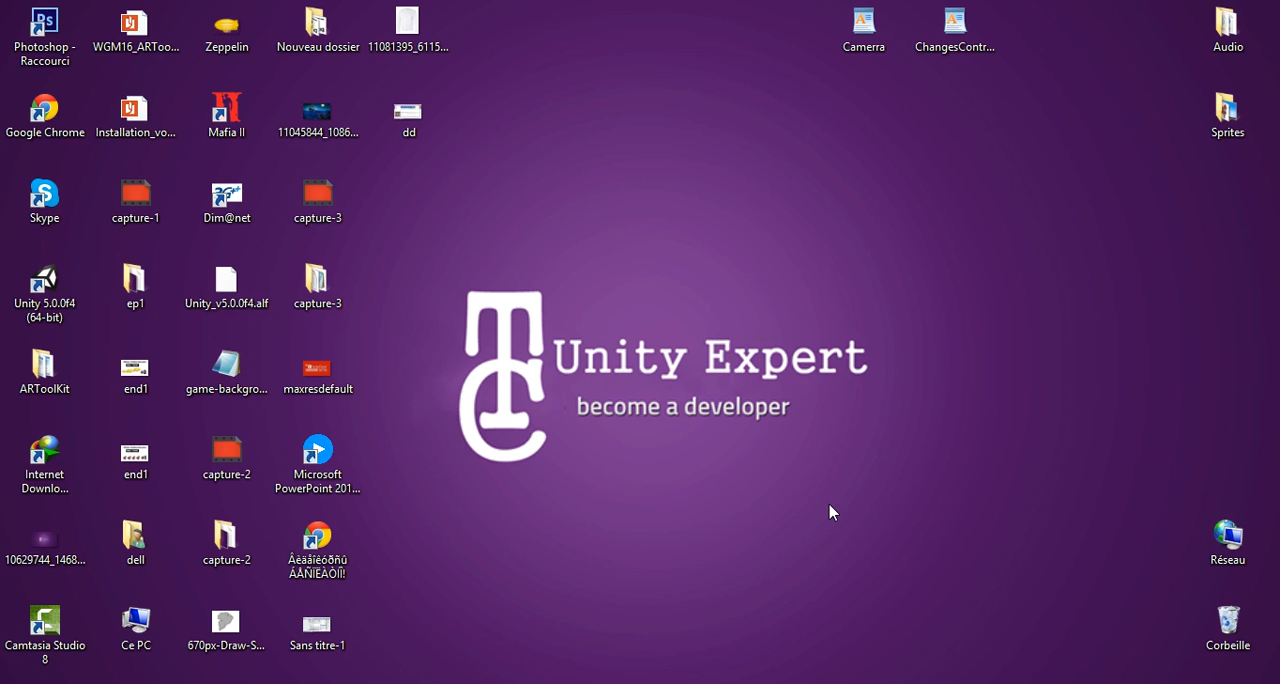 Photoshop -
Raccourci
WGM16_ARToo...
Zeppelin
Nouveau dossier
11081395_6115...
Camerra
ChangesContr...
Audio
Google Chrome
Installation_vo...
Mafia II
11045844_1086...
dd
Sprites
Skype
capture-1
Dim@net
capture-3
Unity 5.0.0f4
(64-bit)
ep1
Unity_v5.0.0f4.alf
capture-3
TC
Unity Expert
become a developer
ARToolKit
end1
game-backgro...
maxresdefault
Internet
Downlo...
end1
capture-2
Microsoft
PowerPoint 201...
10629744_1468...
dell
capture-2
Âèäåîêóðñû
ÁÅÑÏËÀÒÍÎ!
Réseau
Camtasia Studio
8
Ce PC
670px-Draw-S...
Sans titre-1
Corbeille